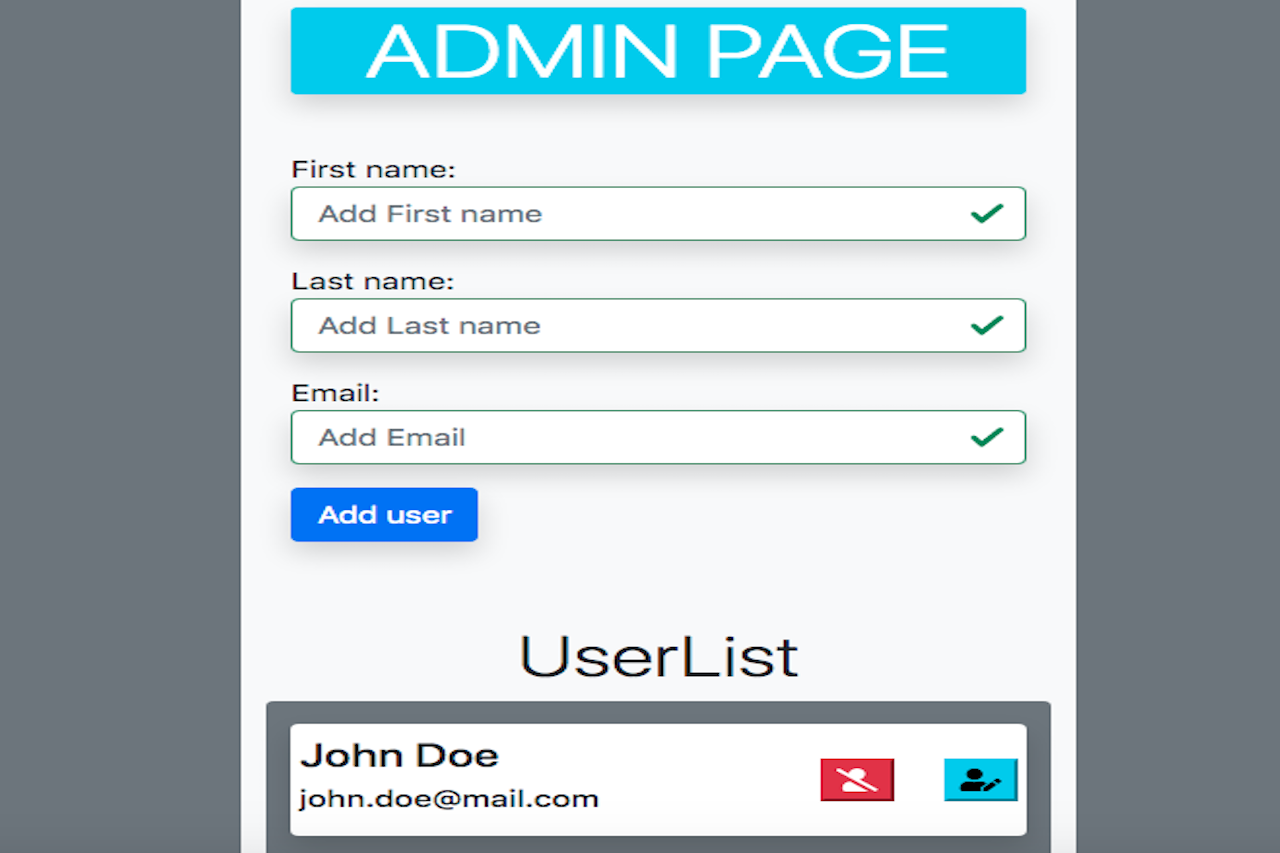 ADMIN PAGE
First name:
Add First name
Last name:
Add Last name
Email:
Add Email
Add user
UserList
John Doe
john.doe@mail.com